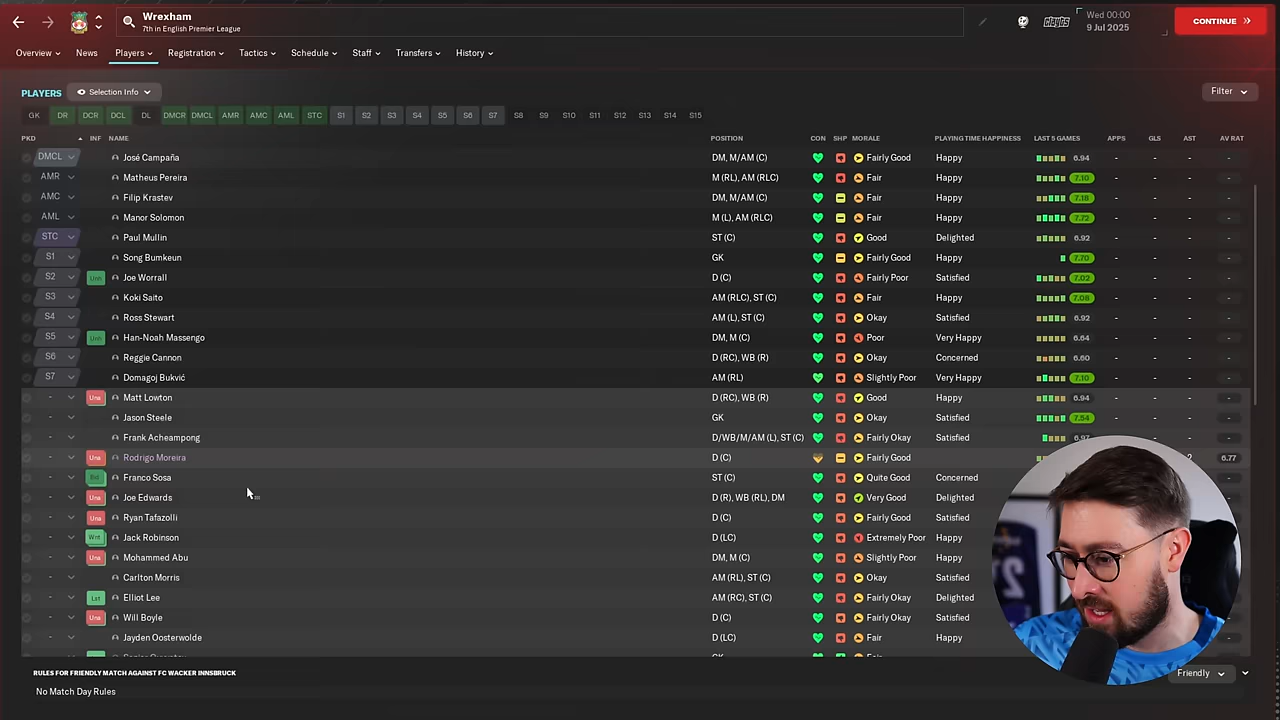 Wrexham
7th in English Premier League
Wed 00:00
9 Jul 2025
CONTINUE
Overview News Players Registration Tactics Schedule Staff Transfers History
PLAYERS Selection Info Filter
GK DR DCR DCL DL DMCR DMCL AMR AMC AML STC S1 S2 S3 S4 S5 S6 S7 S8 S9 S10 S11 S12 S13 S14 S15
PKD INF NAME POSITION CON SHP MORALE PLAYING TIME HAPPINESS LAST 5 GAMES APPS GLS AST AV RAT
DMCL José Campaña DM, M/AM (C) Fairly Good Happy 6.94 - - - -
AMR Matheus Pereira M (RL), AM (RLC) Fair Happy 7.10 - - - -
AMC Filip Krastev DM, M/AM (C) Fair Happy 7.18 - - - -
AML Manor Solomon M (L), AM (RLC) Fair Happy 7.72 - - - -
STC Paul Mullin ST (C) Good Delighted 6.92 - - - -
S1 Song Bumkeun GK Fairly Good Happy 7.70 - - - -
S2 Unh Joe Worrall D (C) Fairly Poor Satisfied 7.02 - - - -
S3 Koki Saito AM (RLC), ST (C) Fair Happy 7.08 - - - -
S4 Ross Stewart AM (L), ST (C) Okay Satisfied 6.92 - - - -
S5 Unh Han-Noah Massengo DM, M (C) Poor Very Happy 6.64 - - - -
S6 Reggie Cannon D (RC), WB (R) Okay Concerned 6.60 - - - -
S7 Domagoj Bukvić AM (RL) Slightly Poor Very Happy 7.10 - - - -
- Una Matt Lowton D (RC), WB (R) Good Happy 6.94 - - - -
- Jason Steele GK Okay Satisfied 7.54 - - - -
- Frank Acheampong D/WB/M/AM (L), ST (C) Fairly Okay Satisfied 6.97 -
- Una Rodrigo Moreira D (C) Fairly Good 2 6.77
- Bid Franco Sosa ST (C) Quite Good Concerned
- Una Joe Edwards D (R), WB (RL), DM Very Good Delighted
- Una Ryan Tafazolli D (C) Fairly Good Satisfied
- Wnt Jack Robinson D (LC) Extremely Poor Happy
- Una Mohammed Abu DM, M (C) Slightly Poor Happy
- Carlton Morris AM (RL), ST (C) Okay Satisfied
- Lst Elliot Lee AM (RC), ST (C) Fairly Okay Delighted
- Una Will Boyle D (C) Fairly Okay Satisfied
- Jayden Oosterwolde D (LC) Fair Happy
RULES FOR FRIENDLY MATCH AGAINST FC WACKER INNSBRUCK Friendly
No Match Day Rules